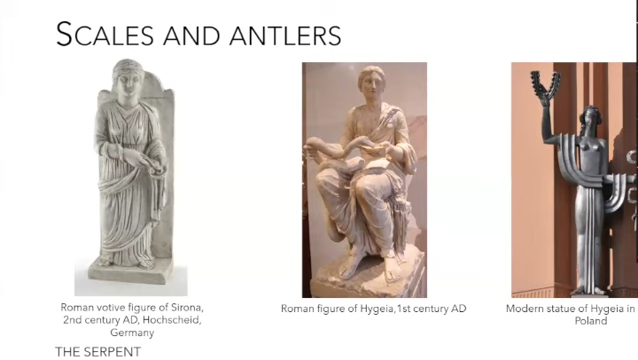 SCALES AND ANTLERS
Roman votive figure of Sirona,
2nd century AD, Hochscheid,
Germany
Roman figure of Hygeia,1st century AD
Modern statue of Hygeia in
Poland
THE SERPENT